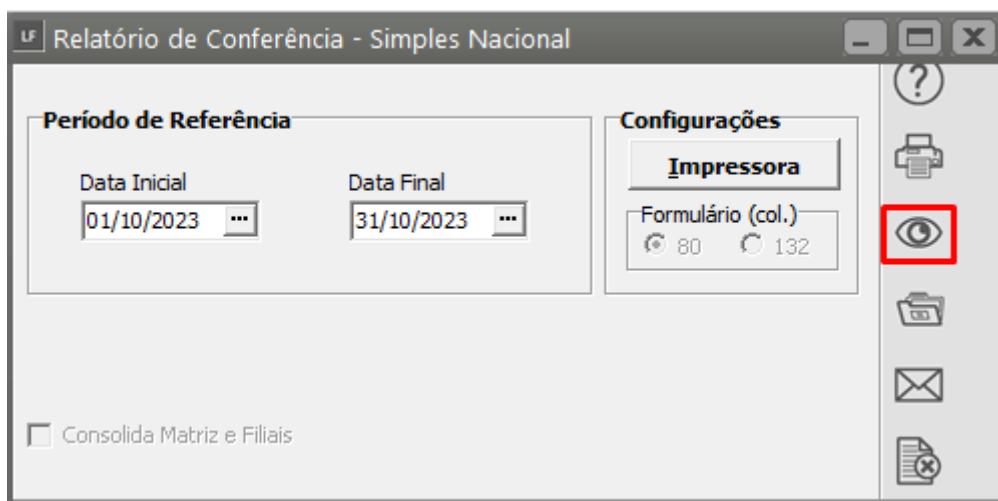 LF Relatório de Conferência - Simples Nacional
Período de Referência
Data Inicial Data Final
01/10/2023 ... 31/10/2023 ...
Configurações
Impressora
Formulário (col.)
80 132
Consolida Matriz e Filiais